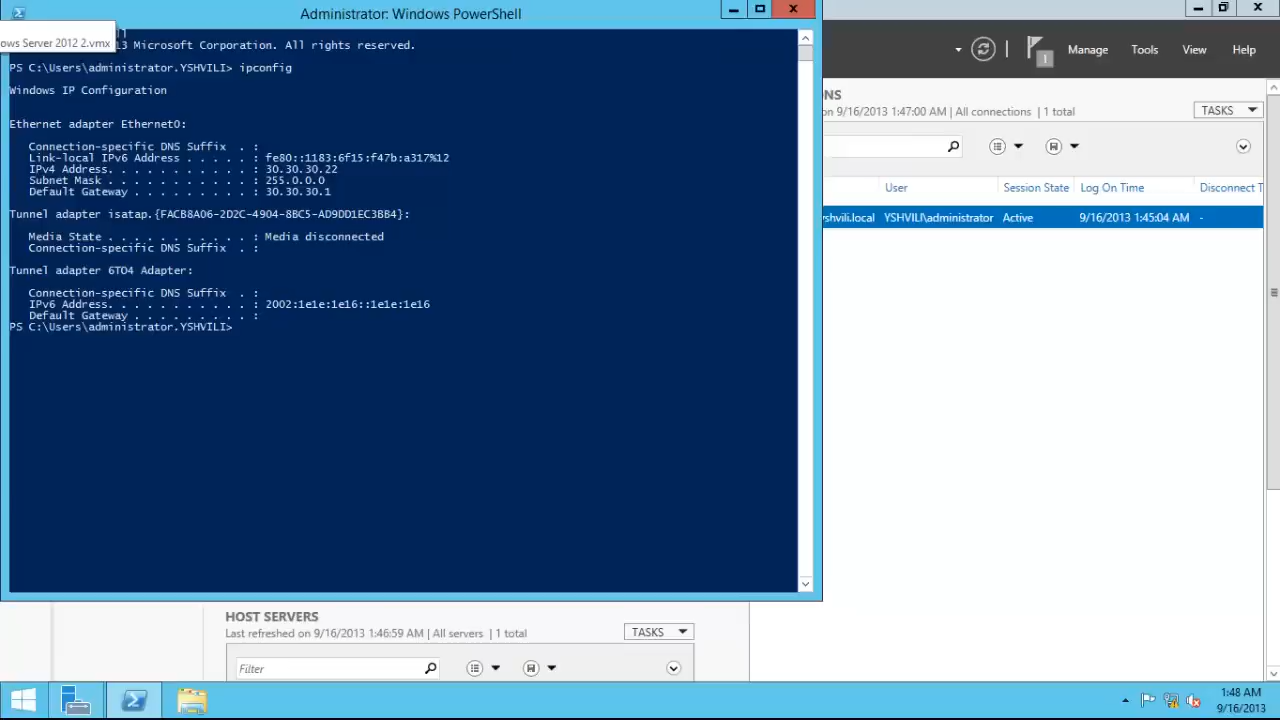 Administrator: Windows PowerShell
ows Server 2012 2.vmx
3 Microsoft Corporation. All rights reserved.
PS C:\Users\administrator.YSHVILI> ipconfig
Windows IP Configuration
Ethernet adapter Ethernet0:
Connection-specific DNS Suffix . :
Link-local IPv6 Address . . . . . : fe80::1183:6f15:f47b:a317%12
IPv4 Address. . . . . . . . . . . : 30.30.30.22
Subnet Mask . . . . . . . . . . . : 255.0.0.0
Default Gateway . . . . . . . . . : 30.30.30.1
Tunnel adapter isatap.{FACB8A06-2D2C-4904-8BC5-AD9DD1EC3BB4}:
Media State . . . . . . . . . . . : Media disconnected
Connection-specific DNS Suffix . :
Tunnel adapter 6TO4 Adapter:
Connection-specific DNS Suffix . :
IPv6 Address. . . . . . . . . . . : 2002:1e1e:1e16::1e1e:1e16
Default Gateway . . . . . . . . . :
PS C:\Users\administrator.YSHVILI>
1 Manage Tools View Help
ONS
on 9/16/2013 1:47:00 AM | All connections | 1 total
TASKS
User Session State Log On Time Disconnect T
yshvili.local YSHVILI\administrator Active 9/16/2013 1:45:04 AM -
HOST SERVERS
Last refreshed on 9/16/2013 1:46:59 AM | All servers | 1 total
TASKS
Filter
1:48 AM
9/16/2013